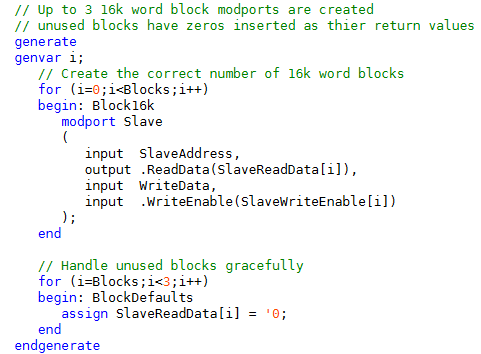 // Up to 3 16k word block modports are created
// unused blocks have zeros inserted as thier return values
generate
genvar i;
// Create the correct number of 16k word blocks
for (i=0;i<Blocks;i++)
begin: Block16k
modport Slave
(
input SlaveAddress,
output .ReadData(SlaveReadData[i]),
input WriteData,
input .WriteEnable(SlaveWriteEnable[i])
);
end
// Handle unused blocks gracefully
for (i=Blocks;i<3;i++)
begin: BlockDefaults
assign SlaveReadData[i] = '0;
end
endgenerate